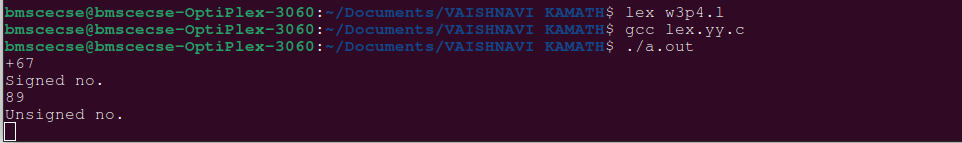 bmscecse@bmscecse-OptiPlex-3060:~/Documents/VAISHNAVI KAMATH$ lex w3p4.l
bmscecse@bmscecse-OptiPlex-3060:~/Documents/VAISHNAVI KAMATH$ gcc lex.yy.c
bmscecse@bmscecse-OptiPlex-3060:~/Documents/VAISHNAVI KAMATH$ ./a.out
+67
Signed no.
89
Unsigned no.